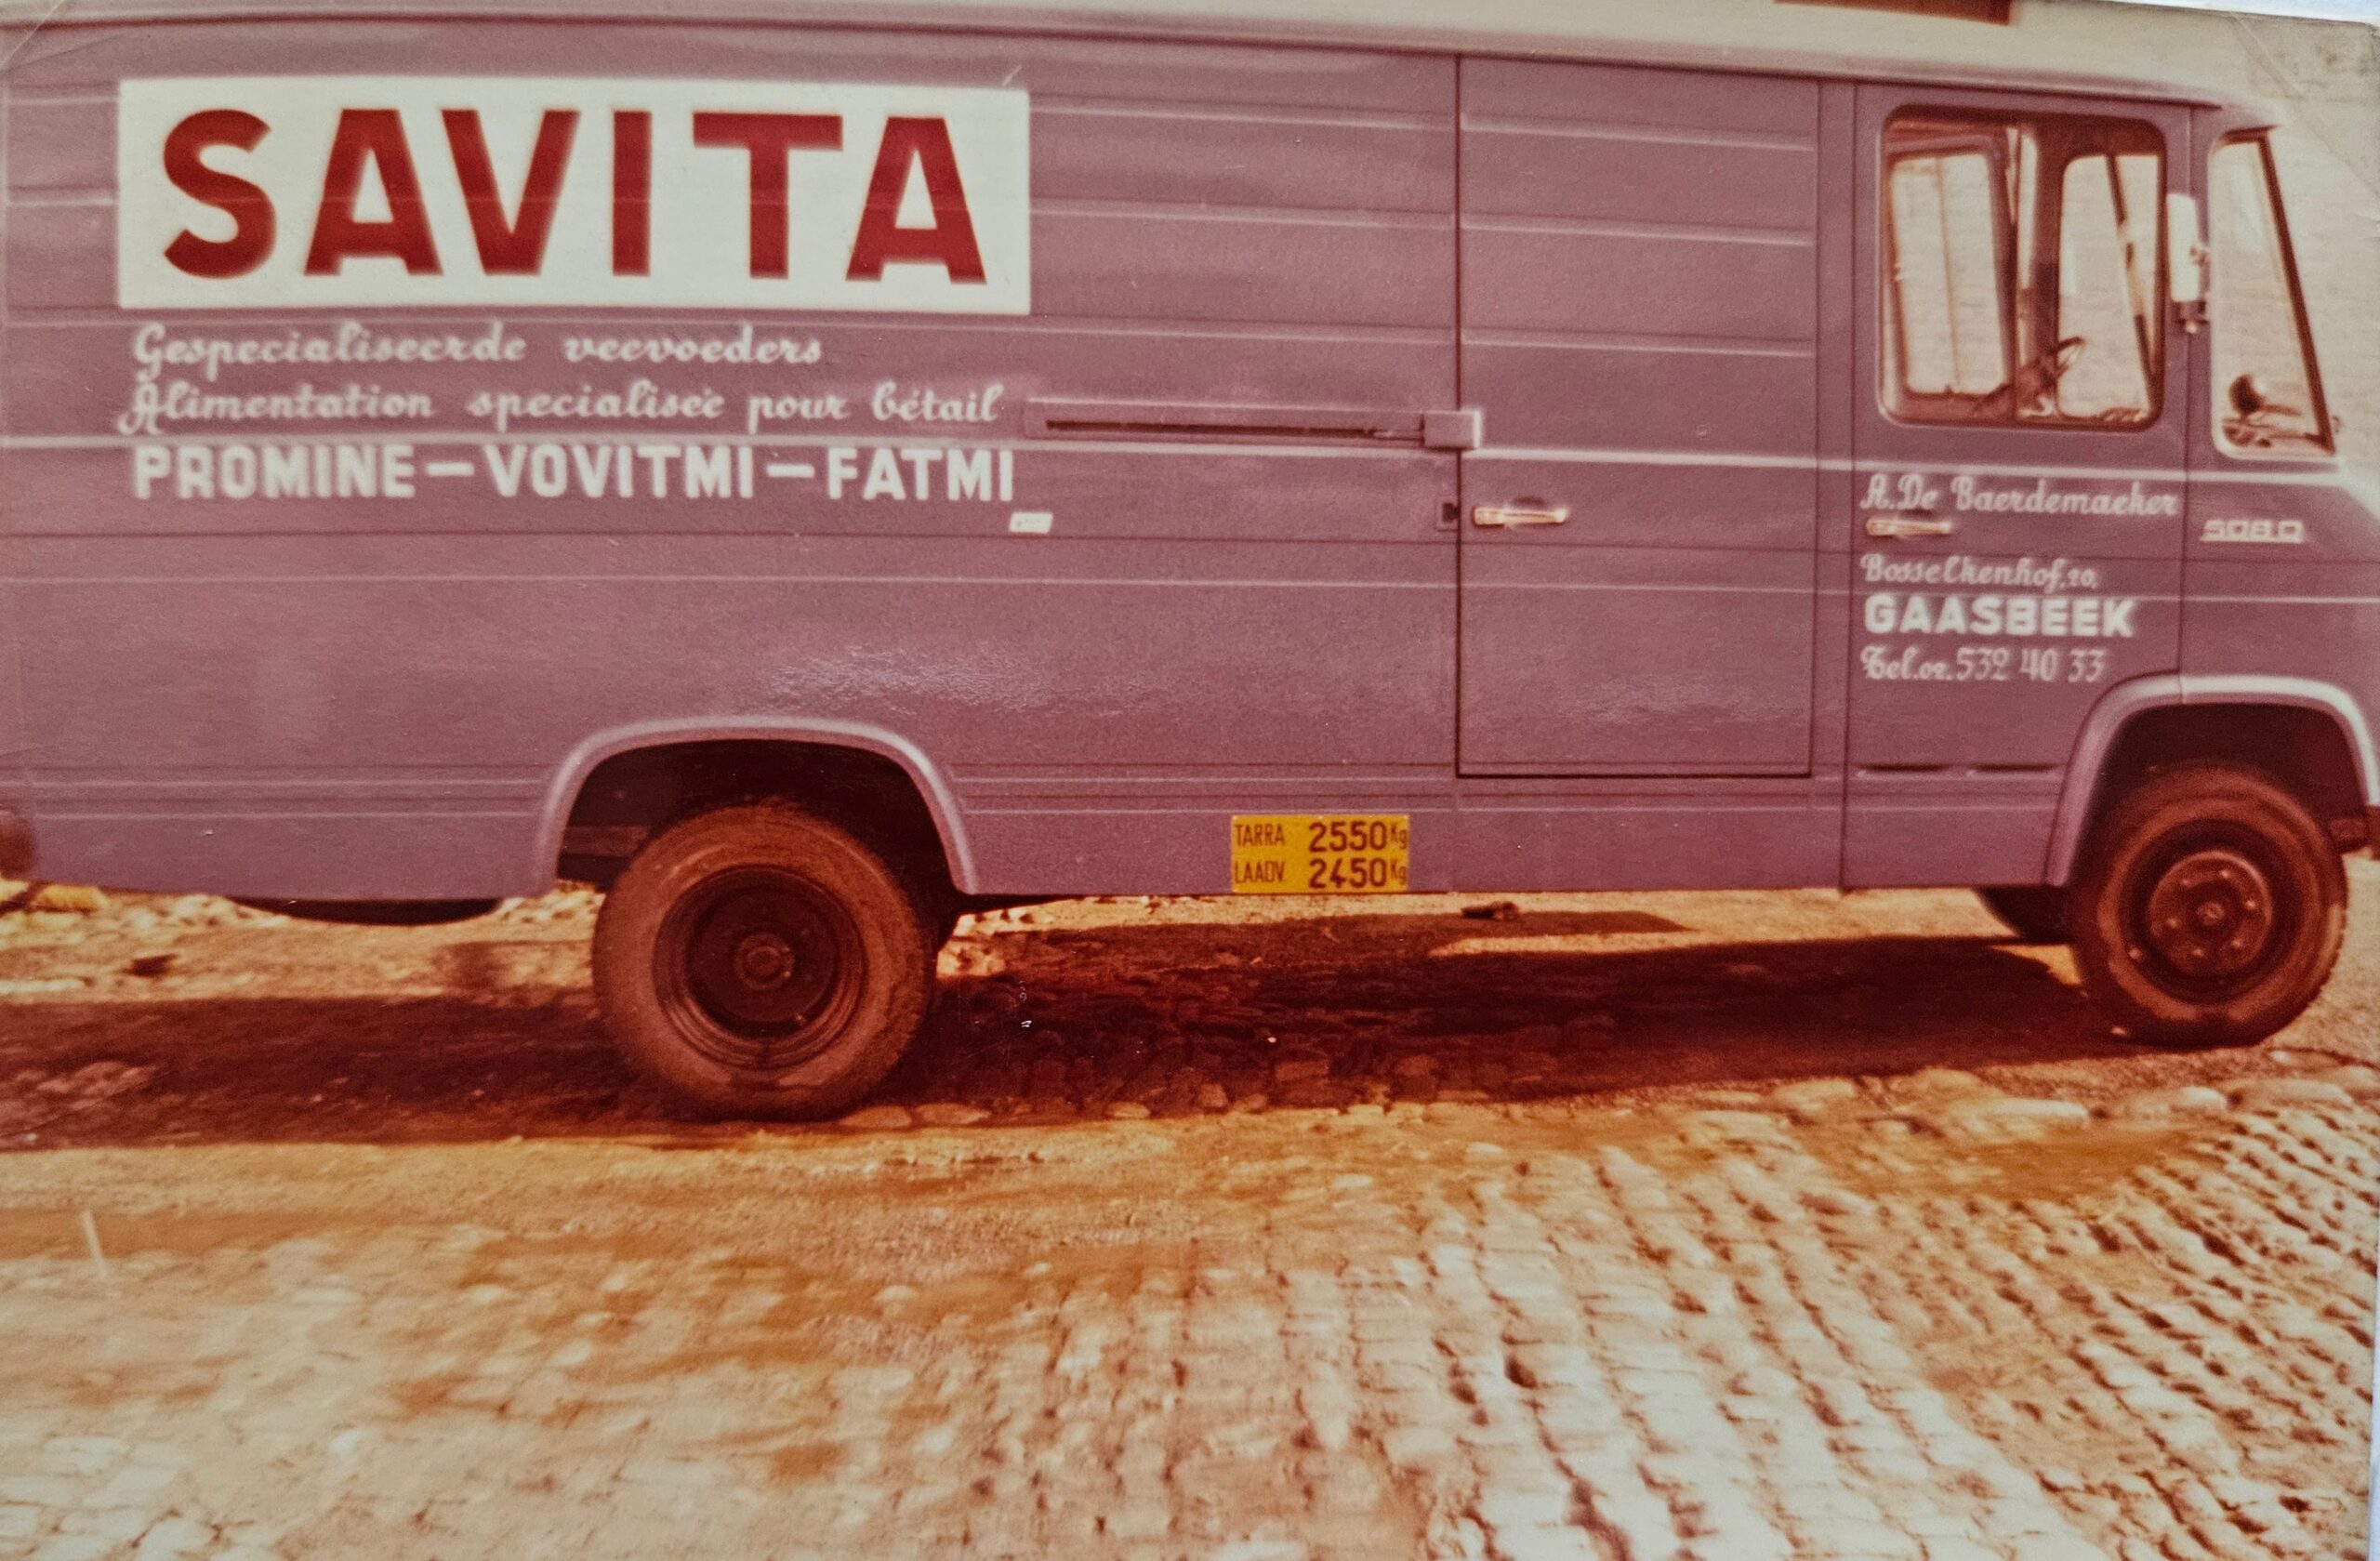 SAVITA
Gespecialiseerde veevoeders
Alimentation specialiseè pour bétail
PROMINE - VOVITMI - FATMI
A. De Baerdemaeker
508 D
Bosselkenhof, 20.
GAASBEEK
Tel. 02. 532 40 33
TARRA 2550 Kg
LAADV 2450 Kg